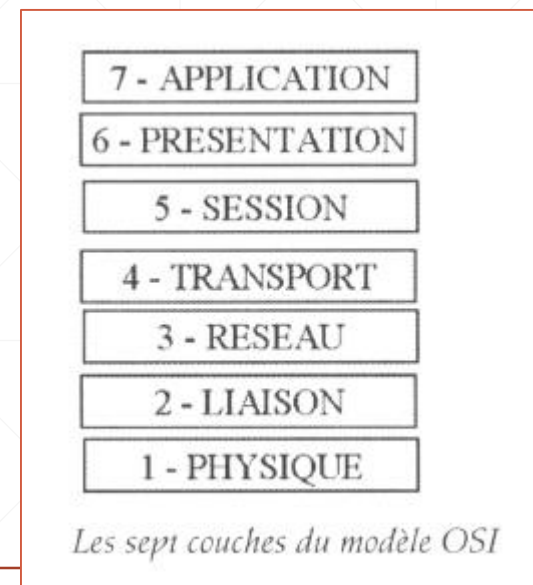 7 - APPLICATION
6 - PRESENTATION
5 - SESSION
4 - TRANSPORT
3 - RESEAU
2 - LIAISON
1 - PHYSIQUE
Les sept couches du modèle OSI